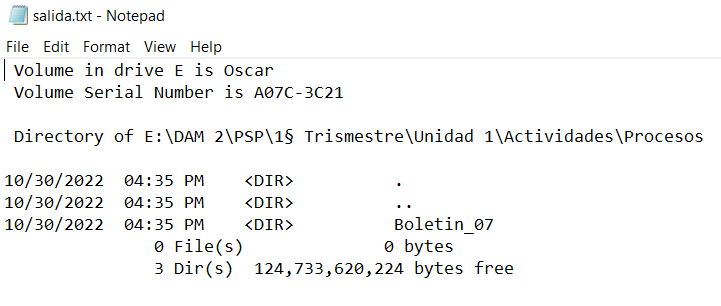 salida.txt - Notepad
File Edit Format View Help
Volume in drive E is Oscar
Volume Serial Number is A07C-3C21
Directory of E:\DAM 2\PSP\1§ Trismestre\Unidad 1\Actividades\Procesos
10/30/2022  04:35 PM    <DIR>          .
10/30/2022  04:35 PM    <DIR>          ..
10/30/2022  04:35 PM    <DIR>          Boletin_07
0 File(s)              0 bytes
3 Dir(s)  124,733,620,224 bytes free